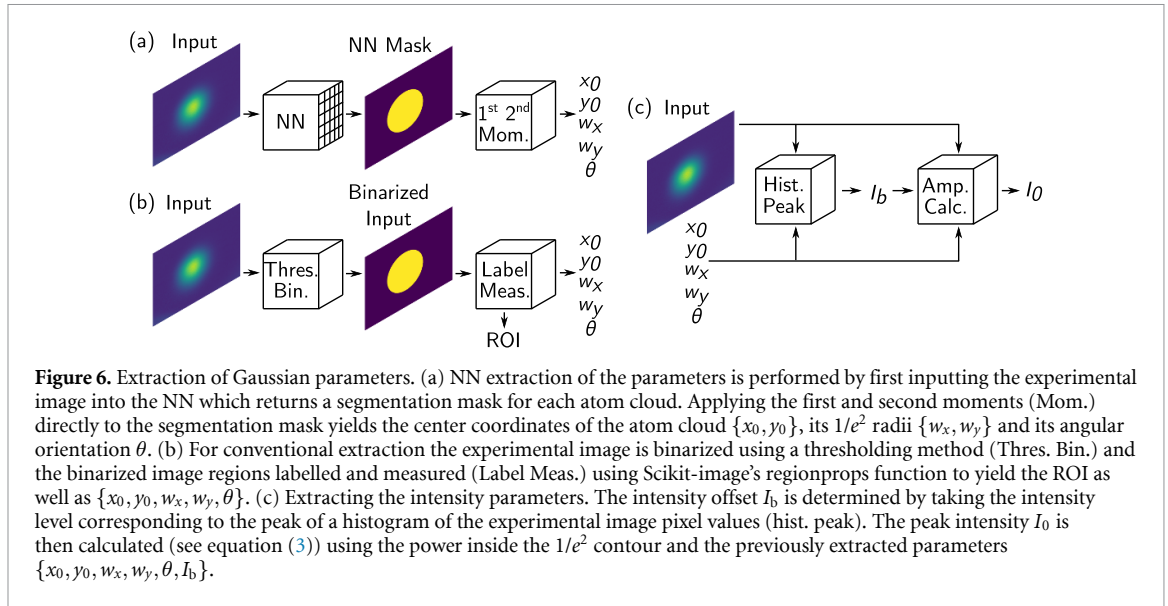 (a) Input
NN Mask
NN
1st 2nd
Mom.
x0
y0
wx
wy
θ
(b) Input
Binarized
Input
Thres.
Bin.
Label
Meas.
ROI
x0
y0
wx
wy
θ
(c) Input
Hist.
Peak
Ib
Amp.
Calc.
I0
x0
y0
wx
wy
θ
Figure 6. Extraction of Gaussian parameters. (a) NN extraction of the parameters is performed by first inputting the experimental
image into the NN which returns a segmentation mask for each atom cloud. Applying the first and second moments (Mom.)
directly to the segmentation mask yields the center coordinates of the atom cloud {x0, y0}, its 1/e² radii {wx, wy} and its angular
orientation θ. (b) For conventional extraction the experimental image is binarized using a thresholding method (Thres. Bin.) and
the binarized image regions labelled and measured (Label Meas.) using Scikit-image's regionprops function to yield the ROI as
well as {x0, y0, wx, wy, θ}. (c) Extracting the intensity parameters. The intensity offset Ib is determined by taking the intensity
level corresponding to the peak of a histogram of the experimental image pixel values (hist. peak). The peak intensity I0 is
then calculated (see equation (3)) using the power inside the 1/e² contour and the previously extracted parameters
{x0, y0, wx, wy, θ, Ib}.